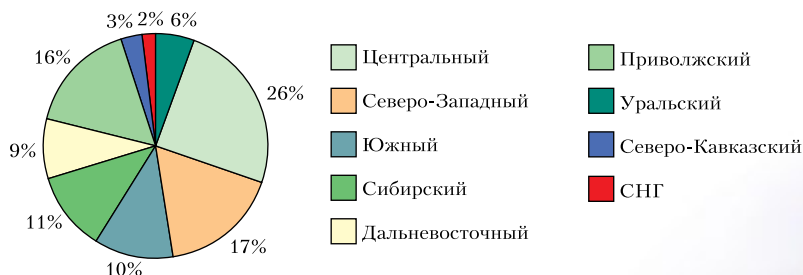 3%
2%
6%
16%
26%
9%
11%
10%
17%
Центральный
Северо-Западный
Южный
Сибирский
Дальневосточный
Приволжский
Уральский
Северо-Кавказский
СНГ